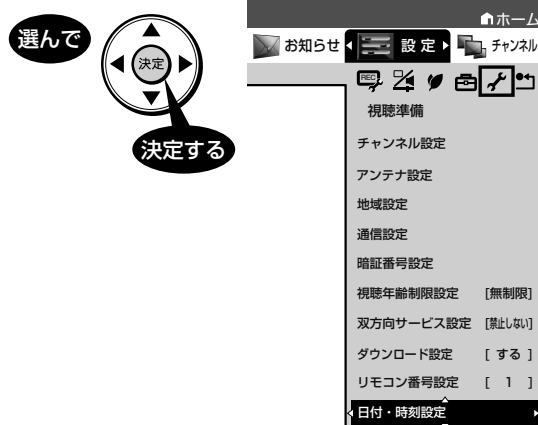 選んで
決定
決定する
ホーム
お知らせ 設定 チャンネル
REC
視聴準備
チャンネル設定
アンテナ設定
地域設定
通信設定
暗証番号設定
視聴年齢制限設定 [無制限]
双方向サービス設定 [禁止しない]
ダウンロード設定 [ する ]
リモコン番号設定 [ 1 ]
日付・時刻設定